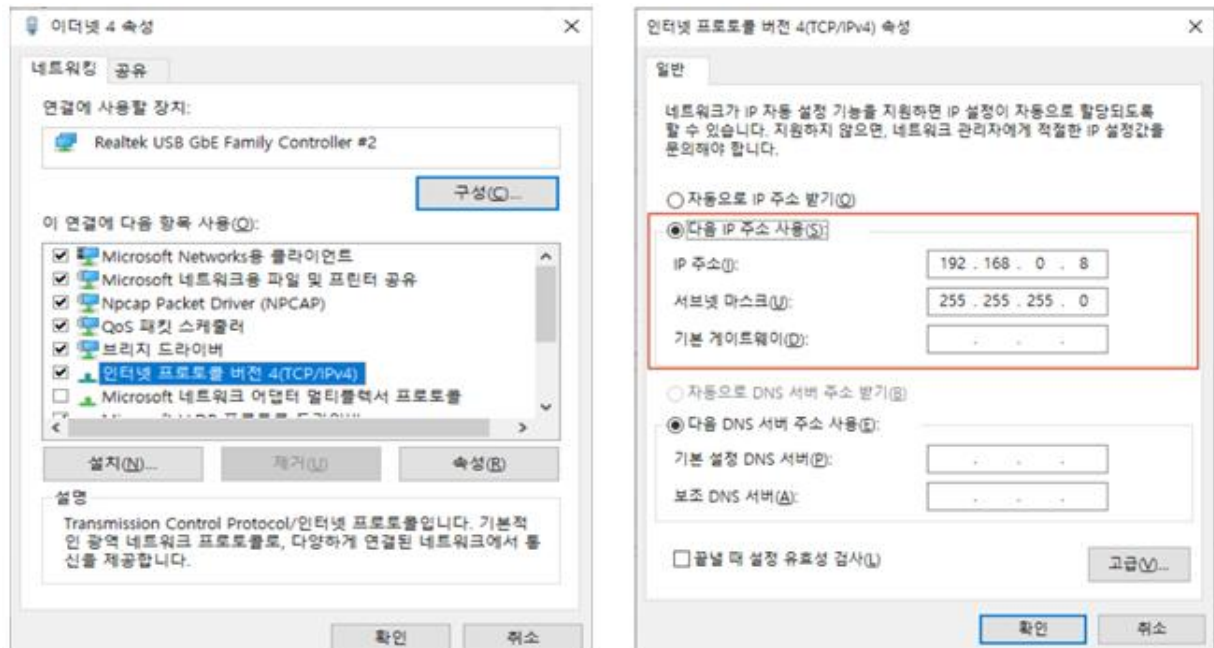 이더넷 4 속성
네트워킹 공유
연결에 사용할 장치:
Realtek USB GbE Family Controller #2
구성(C)...
이 연결에 다음 항목 사용(O):
Microsoft Networks용 클라이언트
Microsoft 네트워크용 파일 및 프린터 공유
Npcap Packet Driver (NPCAP)
QoS 패킷 스케줄러
브리지 드라이버
인터넷 프로토콜 버전 4(TCP/IPv4)
Microsoft 네트워크 어댑터 멀티플렉서 프로토콜
설치(N)... 제거(U) 속성(R)
설명
Transmission Control Protocol/인터넷 프로토콜입니다. 기본적
인 광역 네트워크 프로토콜로, 다양하게 연결된 네트워크에서 통
신을 제공합니다.
확인 취소
인터넷 프로토콜 버전 4(TCP/IPv4) 속성
일반
네트워크가 IP 자동 설정 기능을 지원하면 IP 설정이 자동으로 할당되도록
할 수 있습니다. 지원하지 않으면, 네트워크 관리자에게 적절한 IP 설정값을
문의해야 합니다.
자동으로 IP 주소 받기(O)
다음 IP 주소 사용(S):
IP 주소(I): 192 . 168 . 0 . 8
서브넷 마스크(U): 255 . 255 . 255 . 0
기본 게이트웨이(D): . . .
자동으로 DNS 서버 주소 받기(B)
다음 DNS 서버 주소 사용(E):
기본 설정 DNS 서버(P): . . .
보조 DNS 서버(A): . . .
끝낼 때 설정 유효성 검사(L)
고급(V)...
확인 취소